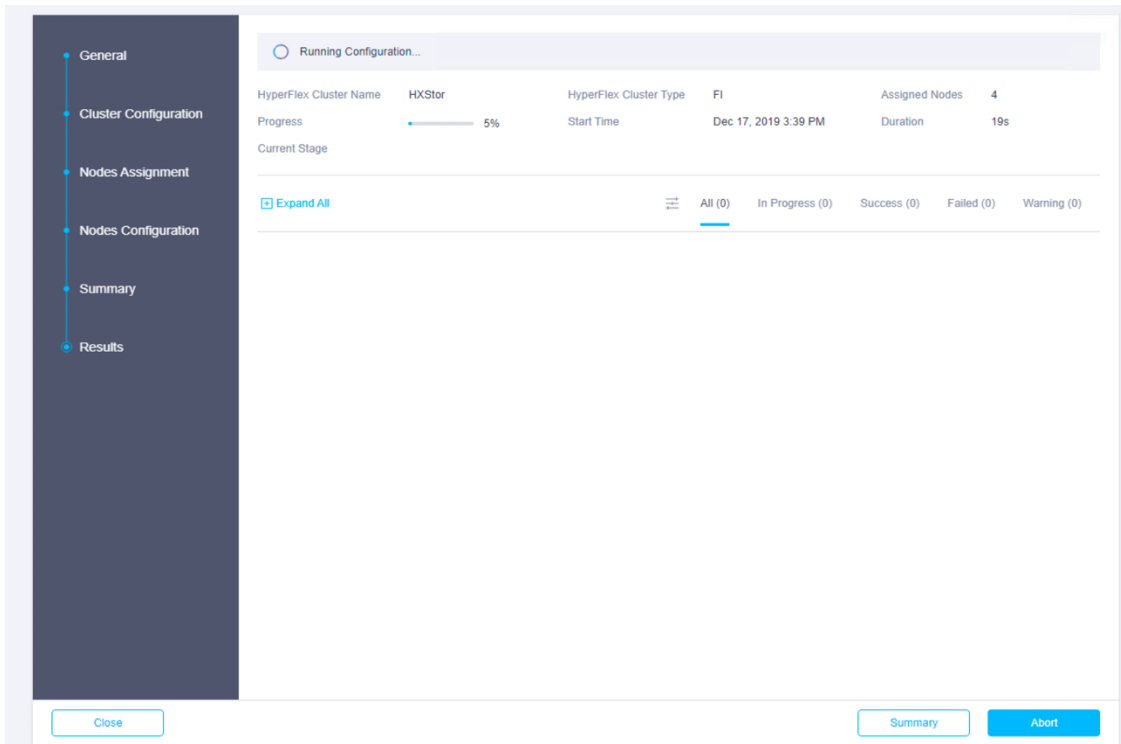 General
Cluster Configuration
Nodes Assignment
Nodes Configuration
Summary
Results
Running Configuration...
HyperFlex Cluster Name HXStor HyperFlex Cluster Type FI Assigned Nodes 4
Progress 5% Start Time Dec 17, 2019 3:39 PM Duration 19s
Current Stage
Expand All All (0) In Progress (0) Success (0) Failed (0) Warning (0)
Close Summary Abort